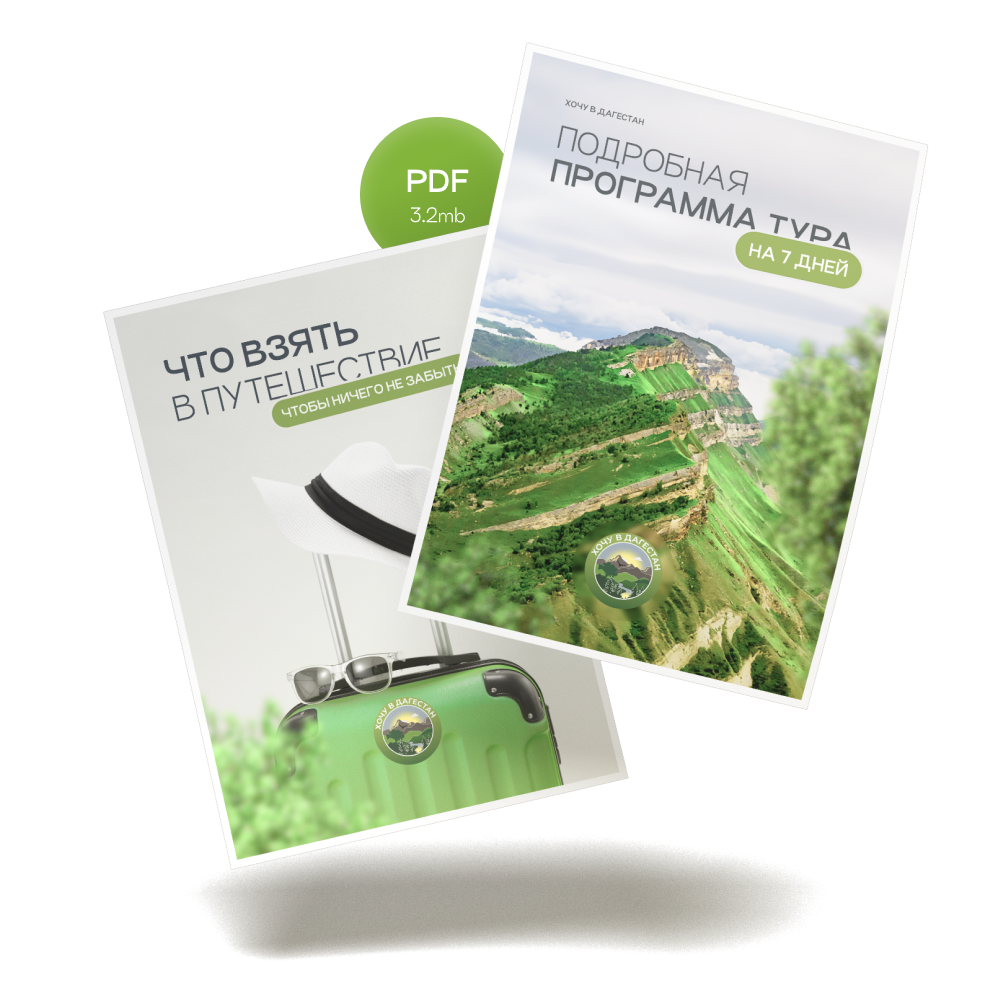 PDF
3.2mb
ХОЧУ В ДАГЕСТАН
ПОДРОБНАЯ
ПРОГРАММА ТУРА
НА 7 ДНЕЙ
ХОЧУ В ДАГЕСТАН
ЧТО ВЗЯТЬ
В ПУТЕШЕСТВИЕ
ЧТОБЫ НИЧЕГО НЕ ЗАБЫТЬ
ХОЧУ В ДАГЕСТАН